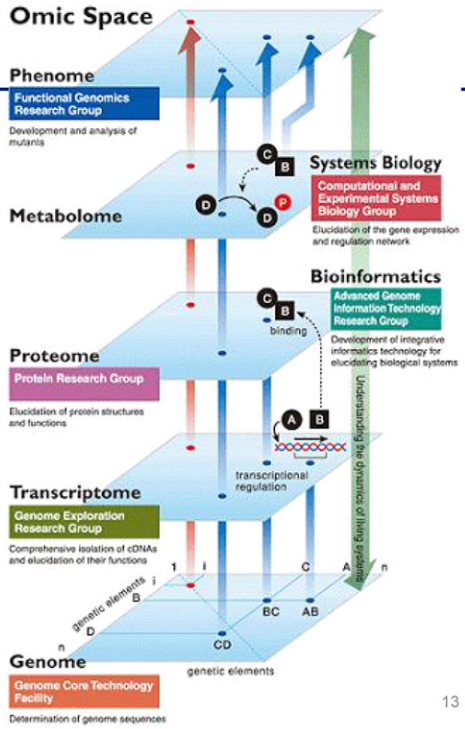 Omic Space
Phenome
Functional Genomics
Research Group
Development and analysis of
mutants
C
B
D
D
P
Systems Biology
Computational and
Experimental Systems
Biology Group
Elucidation of the gene expression
and regulation network
Metabolome
Bioinformatics
Advanced Genome
Information Technology
Research Group
Development of integrative
informatics technology for
elucidating biological systems
C
B
binding
Proteome
Protein Research Group
Elucidation of protein structures
and functions
A
B
transcriptional
regulation
Understanding the dynamics of living systems
Transcriptome
Genome Exploration
Research Group
Comprehensive isolation of cDNAs
and elucidation of their functions
1 i C A n
i
B
D
n
genetic elements
BC AB
CD
genetic elements
Genome
Genome Core Technology
Facility
Determination of genome sequences
13